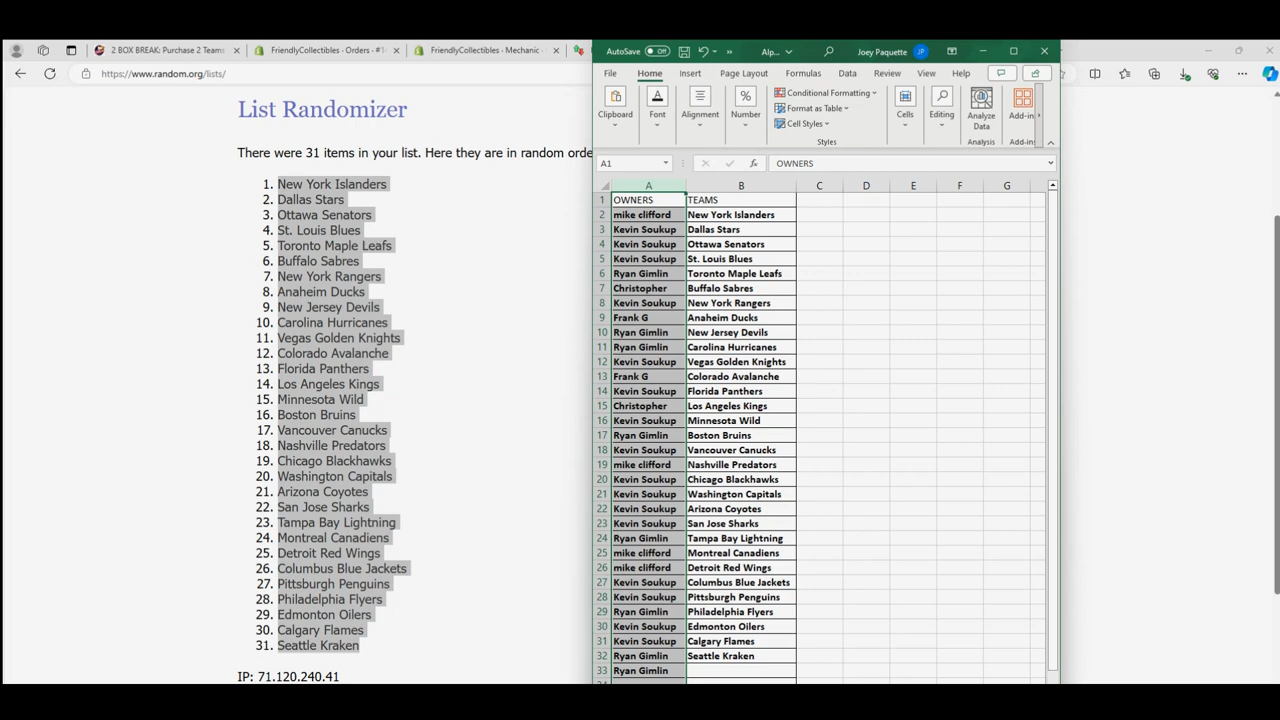 2 BOX BREAK: Purchase 2 Teams
FriendlyCollectibles - Orders - #1
FriendlyCollectibles - Mechanic -
https://www.random.org/lists/
List Randomizer
There were 31 items in your list. Here they are in random orde
1. New York Islanders
2. Dallas Stars
3. Ottawa Senators
4. St. Louis Blues
5. Toronto Maple Leafs
6. Buffalo Sabres
7. New York Rangers
8. Anaheim Ducks
9. New Jersey Devils
10. Carolina Hurricanes
11. Vegas Golden Knights
12. Colorado Avalanche
13. Florida Panthers
14. Los Angeles Kings
15. Minnesota Wild
16. Boston Bruins
17. Vancouver Canucks
18. Nashville Predators
19. Chicago Blackhawks
20. Washington Capitals
21. Arizona Coyotes
22. San Jose Sharks
23. Tampa Bay Lightning
24. Montreal Canadiens
25. Detroit Red Wings
26. Columbus Blue Jackets
27. Pittsburgh Penguins
28. Philadelphia Flyers
29. Edmonton Oilers
30. Calgary Flames
31. Seattle Kraken
IP: 71.120.240.41
AutoSave Off Alp... Joey Paquette JP
File Home Insert Page Layout Formulas Data Review View Help
Clipboard Font Alignment Number
Conditional Formatting
Format as Table
Cell Styles
Styles
Cells Editing
Analyze Data
Analysis
Add-in
Add-in
A1 fx OWNERS
A B C D E F G
1 OWNERS TEAMS
2 mike clifford New York Islanders
3 Kevin Soukup Dallas Stars
4 Kevin Soukup Ottawa Senators
5 Kevin Soukup St. Louis Blues
6 Ryan Gimlin Toronto Maple Leafs
7 Christopher Buffalo Sabres
8 Kevin Soukup New York Rangers
9 Frank G Anaheim Ducks
10 Ryan Gimlin New Jersey Devils
11 Ryan Gimlin Carolina Hurricanes
12 Kevin Soukup Vegas Golden Knights
13 Frank G Colorado Avalanche
14 Kevin Soukup Florida Panthers
15 Christopher Los Angeles Kings
16 Kevin Soukup Minnesota Wild
17 Ryan Gimlin Boston Bruins
18 Kevin Soukup Vancouver Canucks
19 mike clifford Nashville Predators
20 Kevin Soukup Chicago Blackhawks
21 Kevin Soukup Washington Capitals
22 Kevin Soukup Arizona Coyotes
23 Kevin Soukup San Jose Sharks
24 Ryan Gimlin Tampa Bay Lightning
25 mike clifford Montreal Canadiens
26 mike clifford Detroit Red Wings
27 Kevin Soukup Columbus Blue Jackets
28 Kevin Soukup Pittsburgh Penguins
29 Ryan Gimlin Philadelphia Flyers
30 Kevin Soukup Edmonton Oilers
31 Kevin Soukup Calgary Flames
32 Ryan Gimlin Seattle Kraken
33 Ryan Gimlin